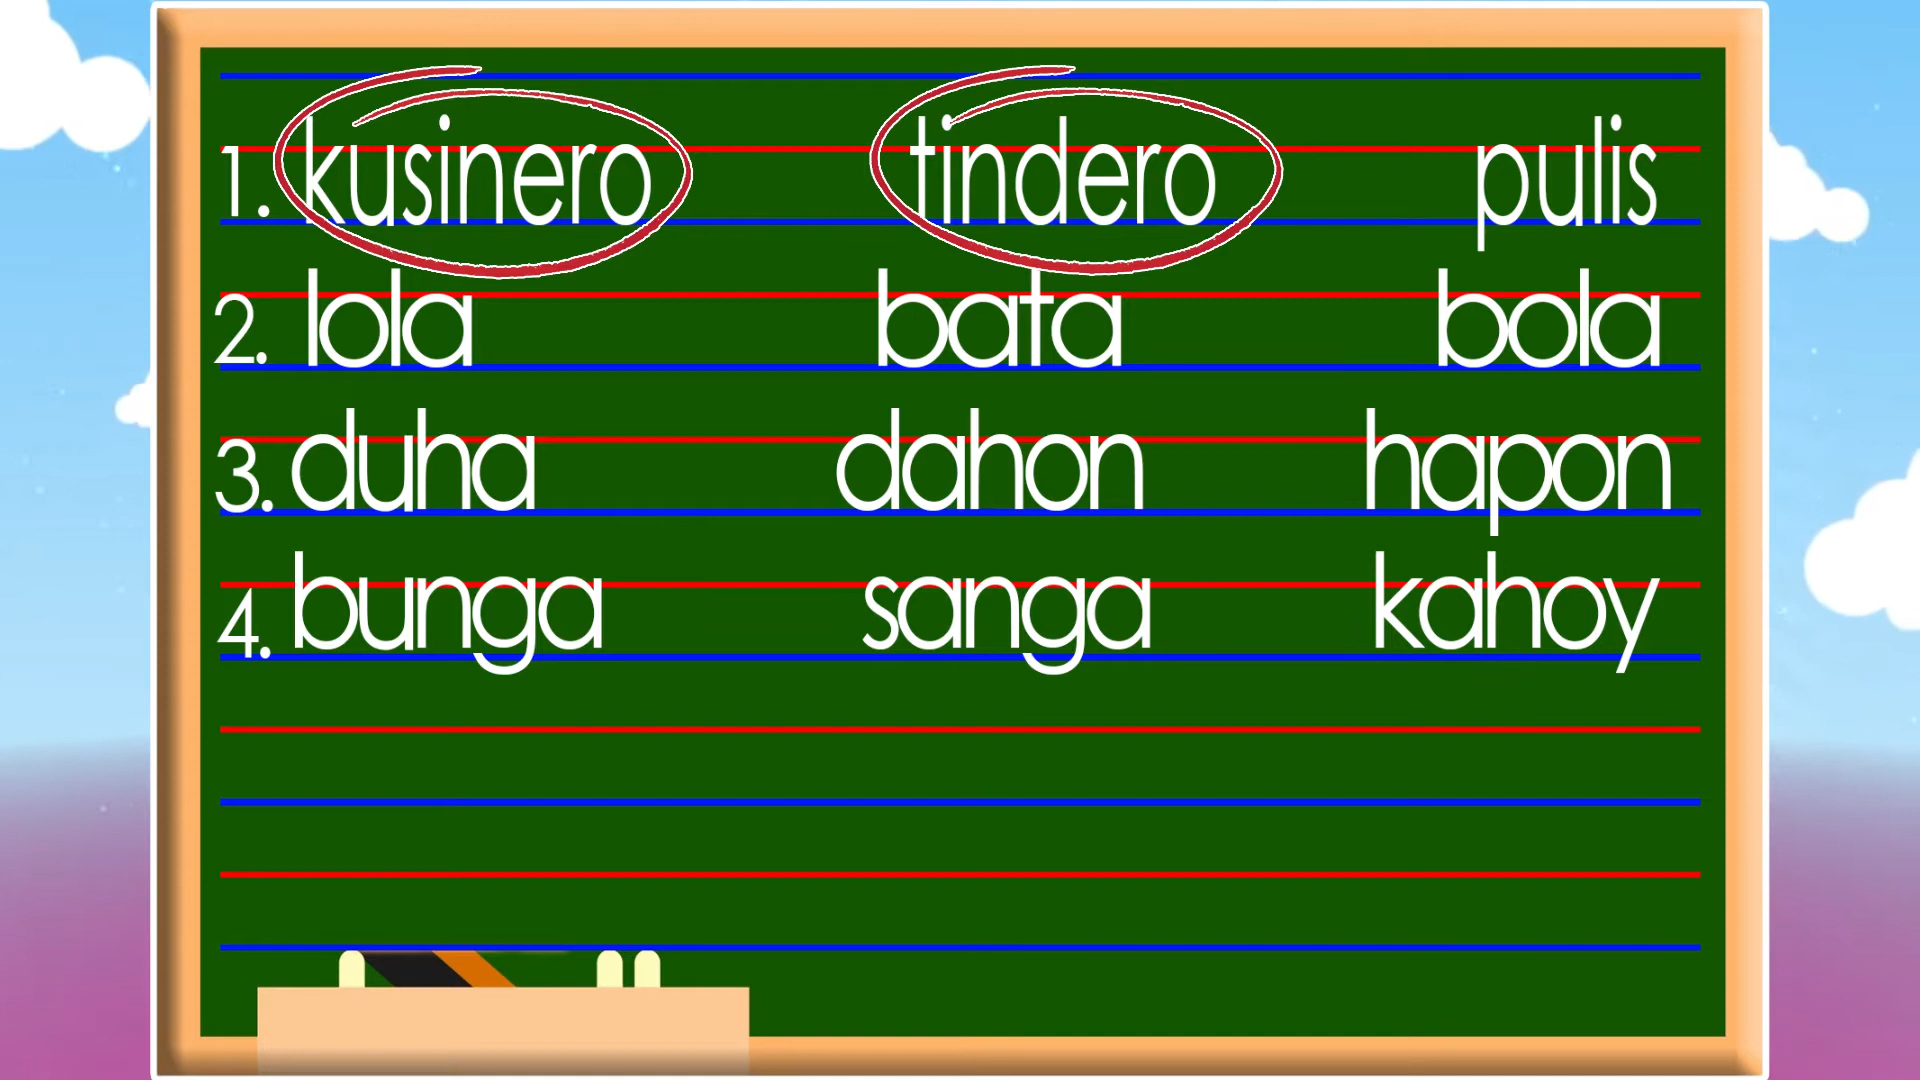 1. kusinero tindero pulis
2. lola bata bola
3. duha dahon hapon
4. bunga sanga kahoy